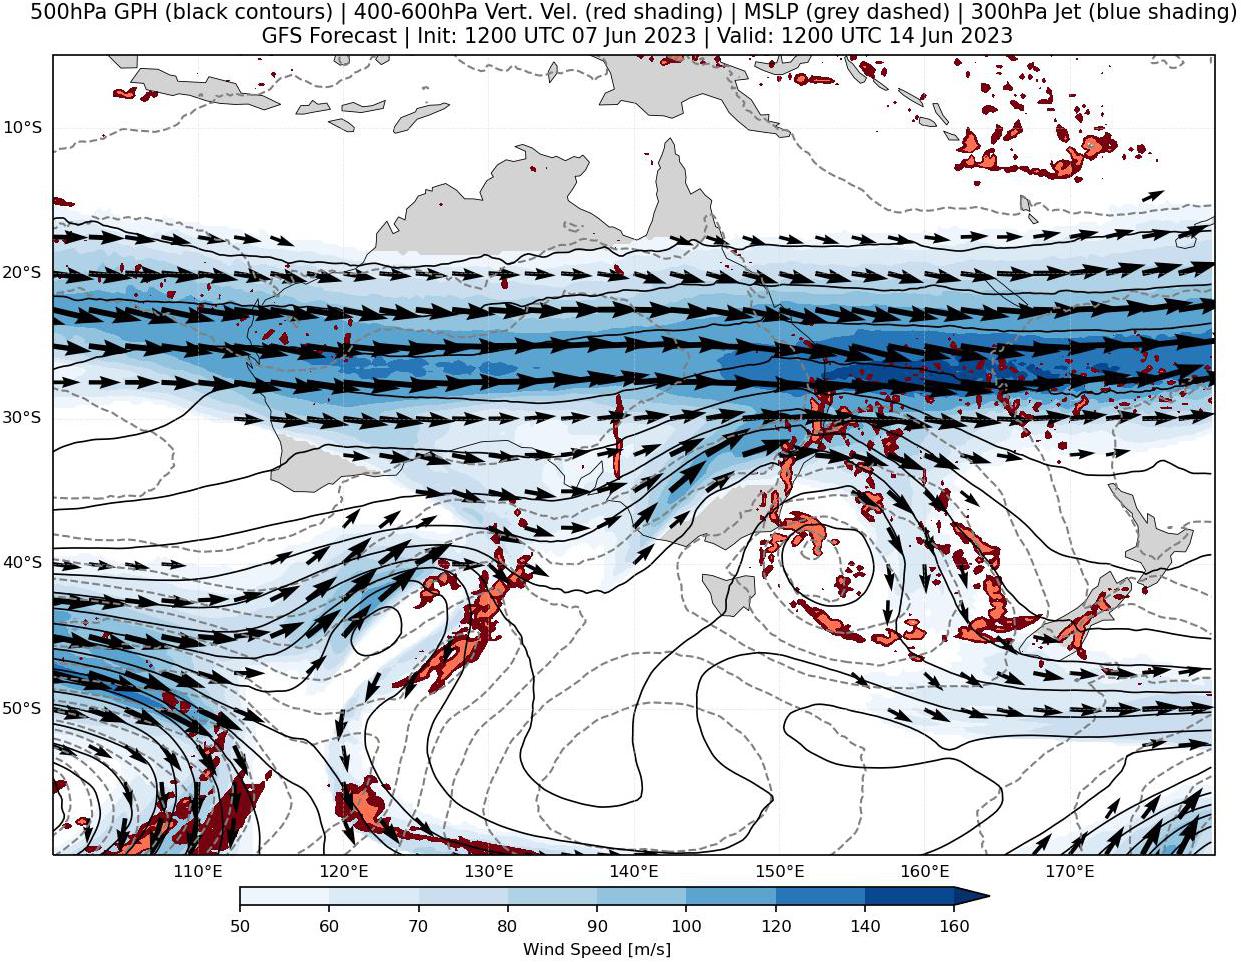 500hPa GPH (black contours) | 400-600hPa Vert. Vel. (red shading) | MSLP (grey dashed) | 300hPa Jet (blue shading)
GFS Forecast | Init: 1200 UTC 07 Jun 2023 | Valid: 1200 UTC 14 Jun 2023
10°S
20°S
30°S
40°S
50°S
110°E 120°E 130°E 140°E 150°E 160°E 170°E
50 60 70 80 90 100 120 140 160
Wind Speed [m/s]